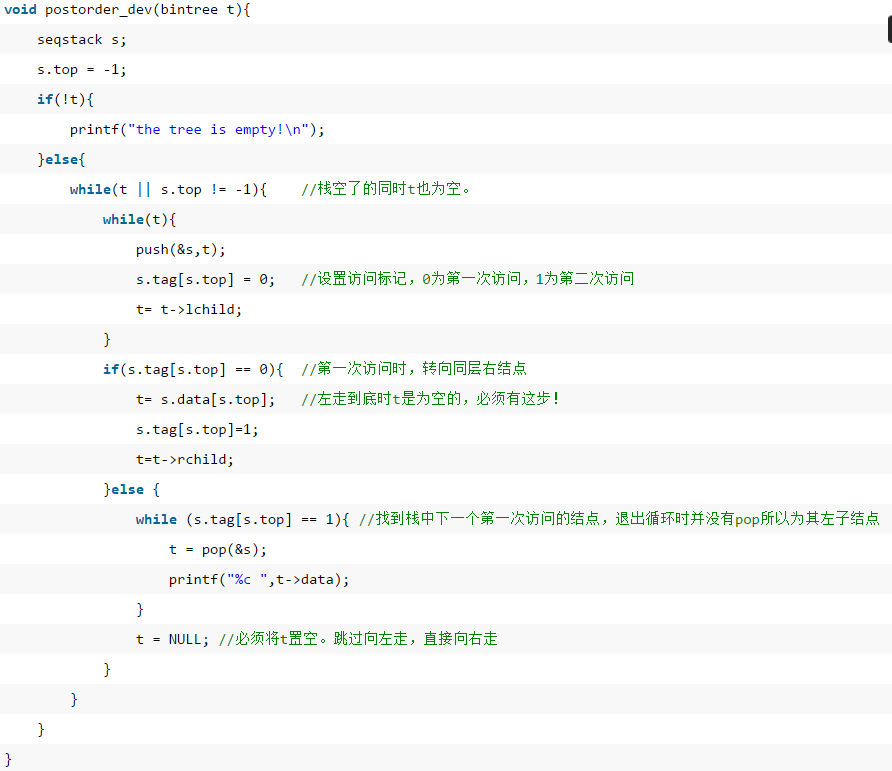 void postorder_dev(bintree t){
    seqstack s;
    s.top = -1;
    if(!t){
        printf("the tree is empty!\n");
    }else{
        while(t || s.top != -1){    //栈空了的同时t也为空。
            while(t){
                push(&s,t);
                s.tag[s.top] = 0;   //设置访问标记，0为第一次访问，1为第二次访问
                t= t->lchild;
            }
            if(s.tag[s.top] == 0){  //第一次访问时，转向同层右结点
                t= s.data[s.top];   //左走到底时t是为空的，必须有这步！
                s.tag[s.top]=1;
                t=t->rchild;
            }else {
                while (s.tag[s.top] == 1){ //找到栈中下一个第一次访问的结点，退出循环时并没有pop所以为其左子结点
                    t = pop(&s);
                    printf("%c ",t->data);
                }
                t = NULL; //必须将t置空。跳过向左走，直接向右走
            }
        }
    }
}